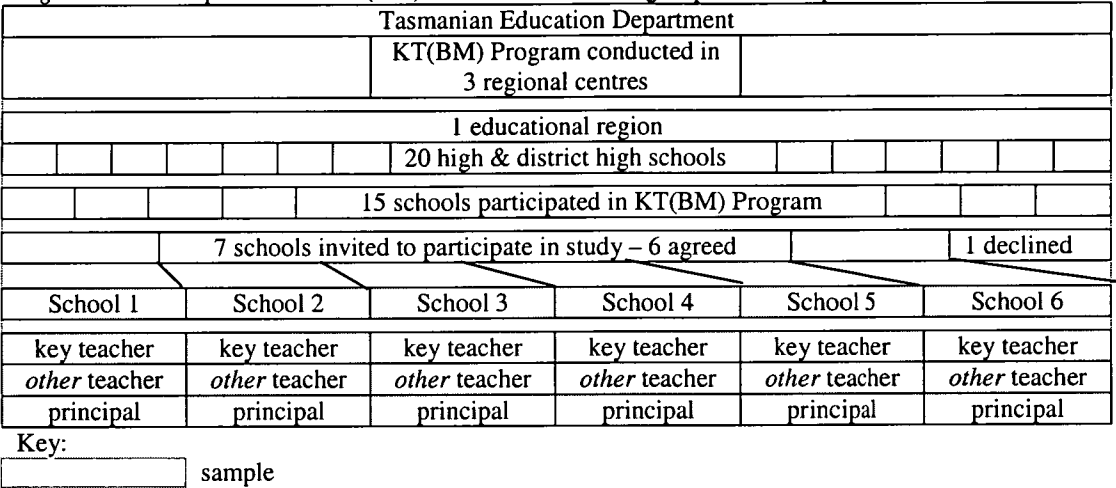 Tasmanian Education Department
KT(BM) Program conducted in
3 regional centres
1 educational region
20 high & district high schools
15 schools participated in KT(BM) Program
7 schools invited to participate in study – 6 agreed 1 declined
School 1 School 2 School 3 School 4 School 5 School 6
key teacher key teacher key teacher key teacher key teacher key teacher
other teacher other teacher other teacher other teacher other teacher other teacher
principal principal principal principal principal principal
Key:
sample